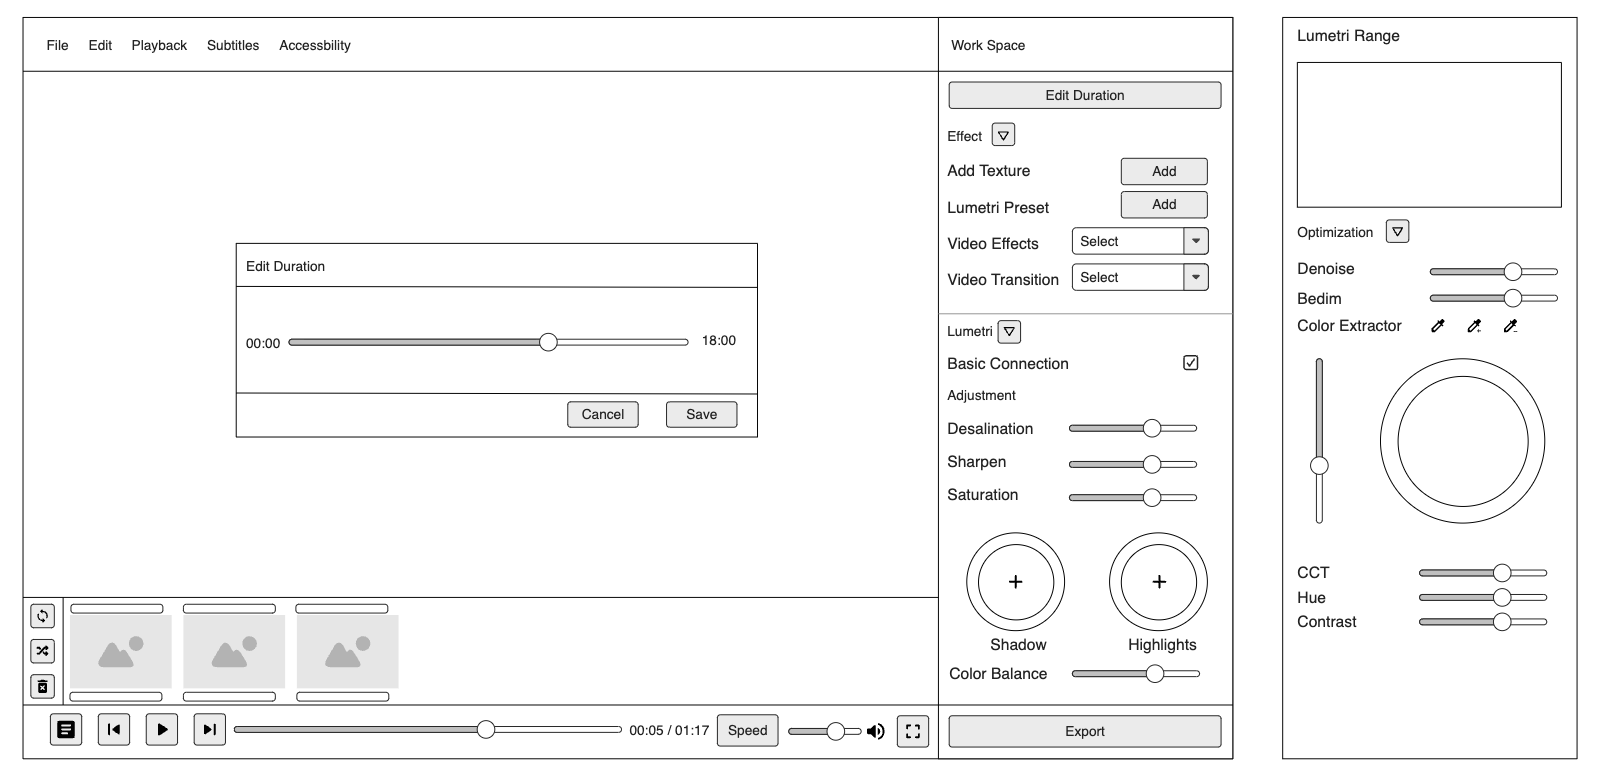 File Edit Playback Subtitles Accessbility
Edit Duration
00:00 18:00
Cancel Save
00:05 / 01:17 Speed
Work Space
Edit Duration
Effect
Add Texture Add
Lumetri Preset Add
Video Effects Select
Video Transition Select
Lumetri
Basic Connection
Adjustment
Desalination
Sharpen
Saturation
Shadow Highlights
Color Balance
Export
Lumetri Range
Optimization
Denoise
Bedim
Color Extractor
CCT
Hue
Contrast